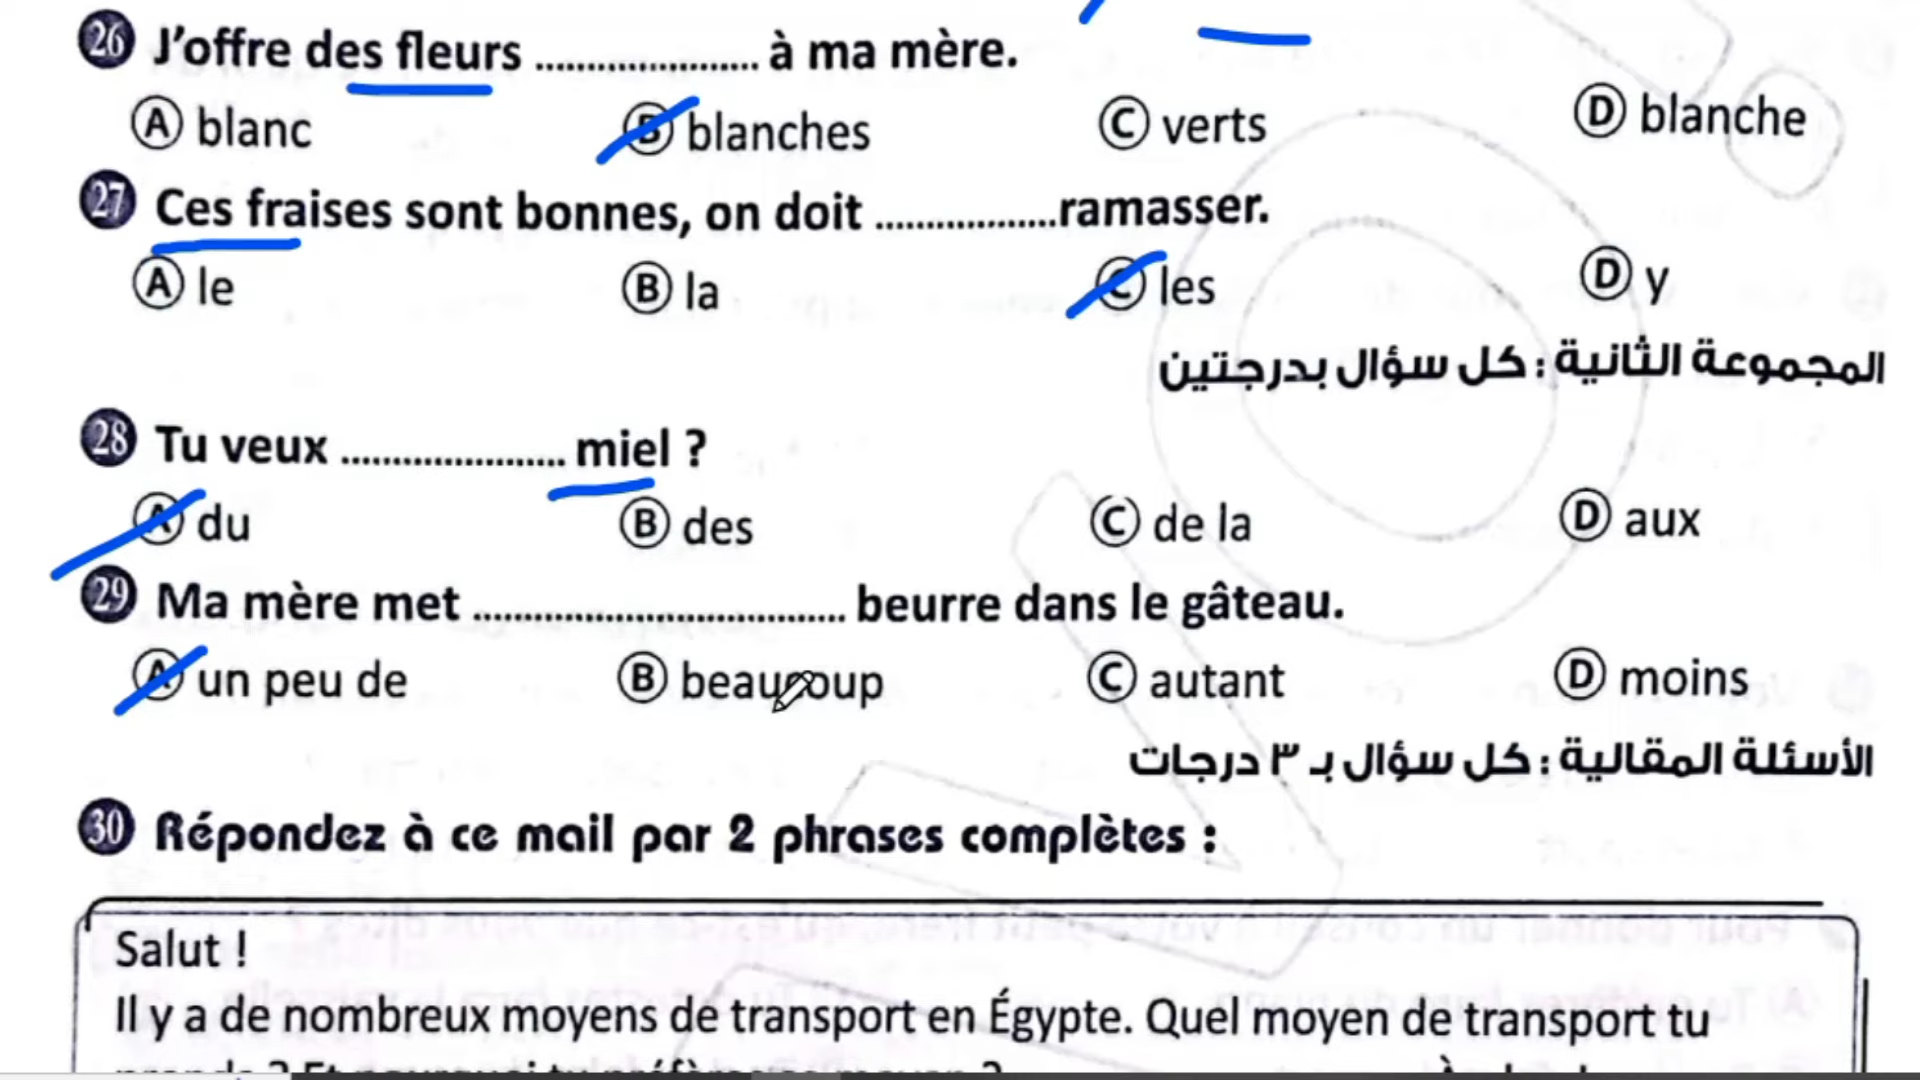 26 J'offre des fleurs ...................... à ma mère.
A blanc B blanches C verts D blanche
27 Ces fraises sont bonnes, on doit ..................ramasser.
A le B la C les D y
المجموعة الثانية : كل سؤال بدرجتين
28 Tu veux ...................... miel ?
A du B des C de la D aux
29 Ma mère met ..................................... beurre dans le gâteau.
A un peu de B beaucoup C autant D moins
الأسئلة المقالية : كل سؤال بـ ٣ درجات
30 Répondez à ce mail par 2 phrases complètes :
Salut !
Il y a de nombreux moyens de transport en Égypte. Quel moyen de transport tu